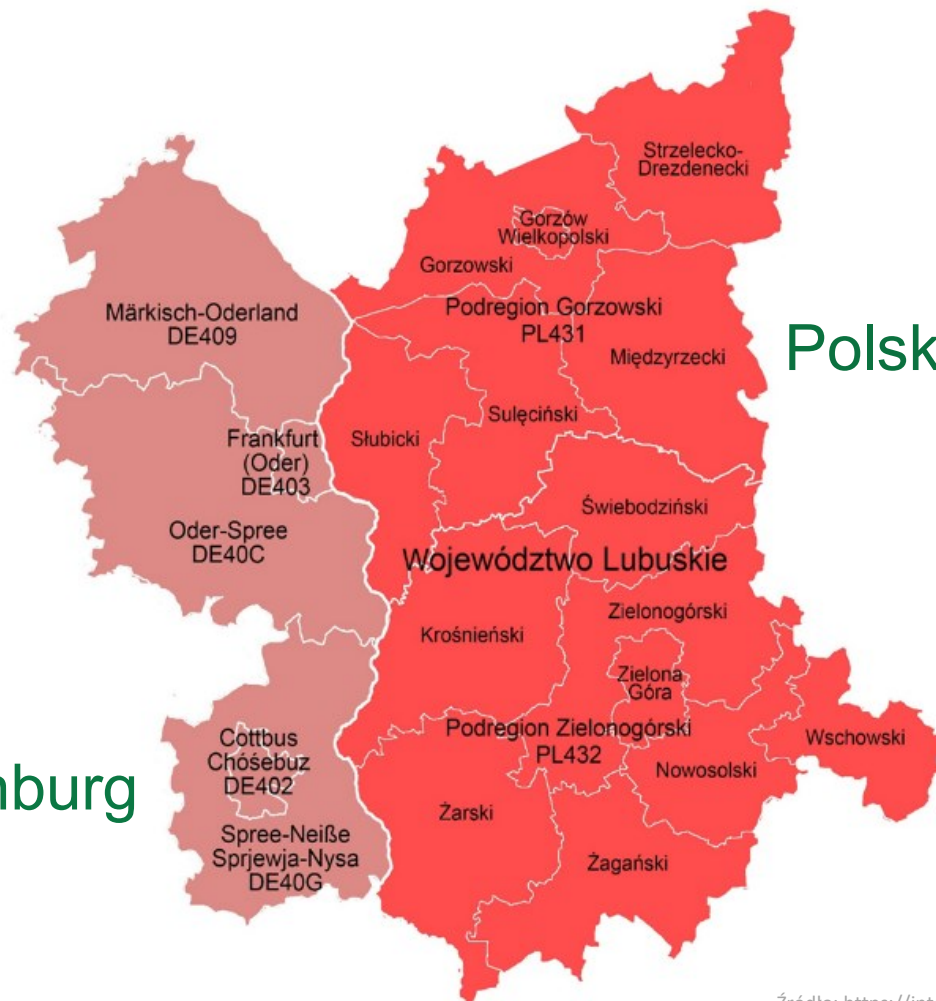 Strzelecko-
Drezdenecki
Gorzów
Wielkopolski
Gorzowski
Märkisch-Oderland
DE409
Podregion Gorzowski
PL431
Międzyrzecki
Polsk
Sulęciński
Słubicki
Frankfurt
(Oder)
DE403
Świebodziński
Oder-Spree
DE40C
Województwo Lubuskie
Zielonogórski
Krośnieński
Zielona
Góra
Podregion Zielonogórski
PL432
Wschowski
Cottbus
Chóśebuz
DE402
Nowosolski
nburg
Żarski
Spree-Neiße
Sprjewja-Nysa
DE40G
Żagański